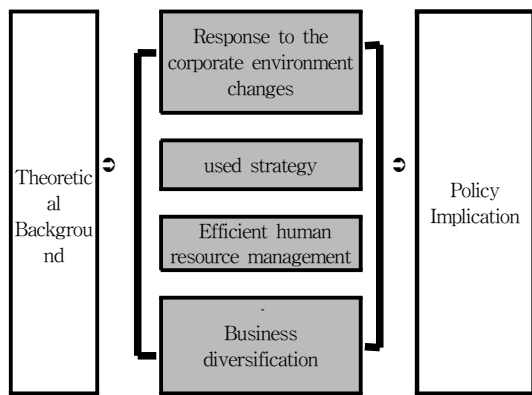 Theoretic
al
Backgrou
nd
➲
Response to the
corporate environment
changes
used strategy
Efficient human
resource management
-
Business
diversification
➲
Policy
Implication